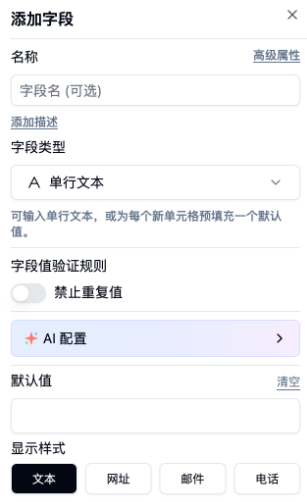 添加字段
名称
高级属性
字段名 (可选)
添加描述
字段类型
单行文本
可输入单行文本，或为每个新单元格预填充一个默认
值。
字段值验证规则
禁止重复值
AI 配置
默认值
清空
显示样式
文本
网址
邮件
电话